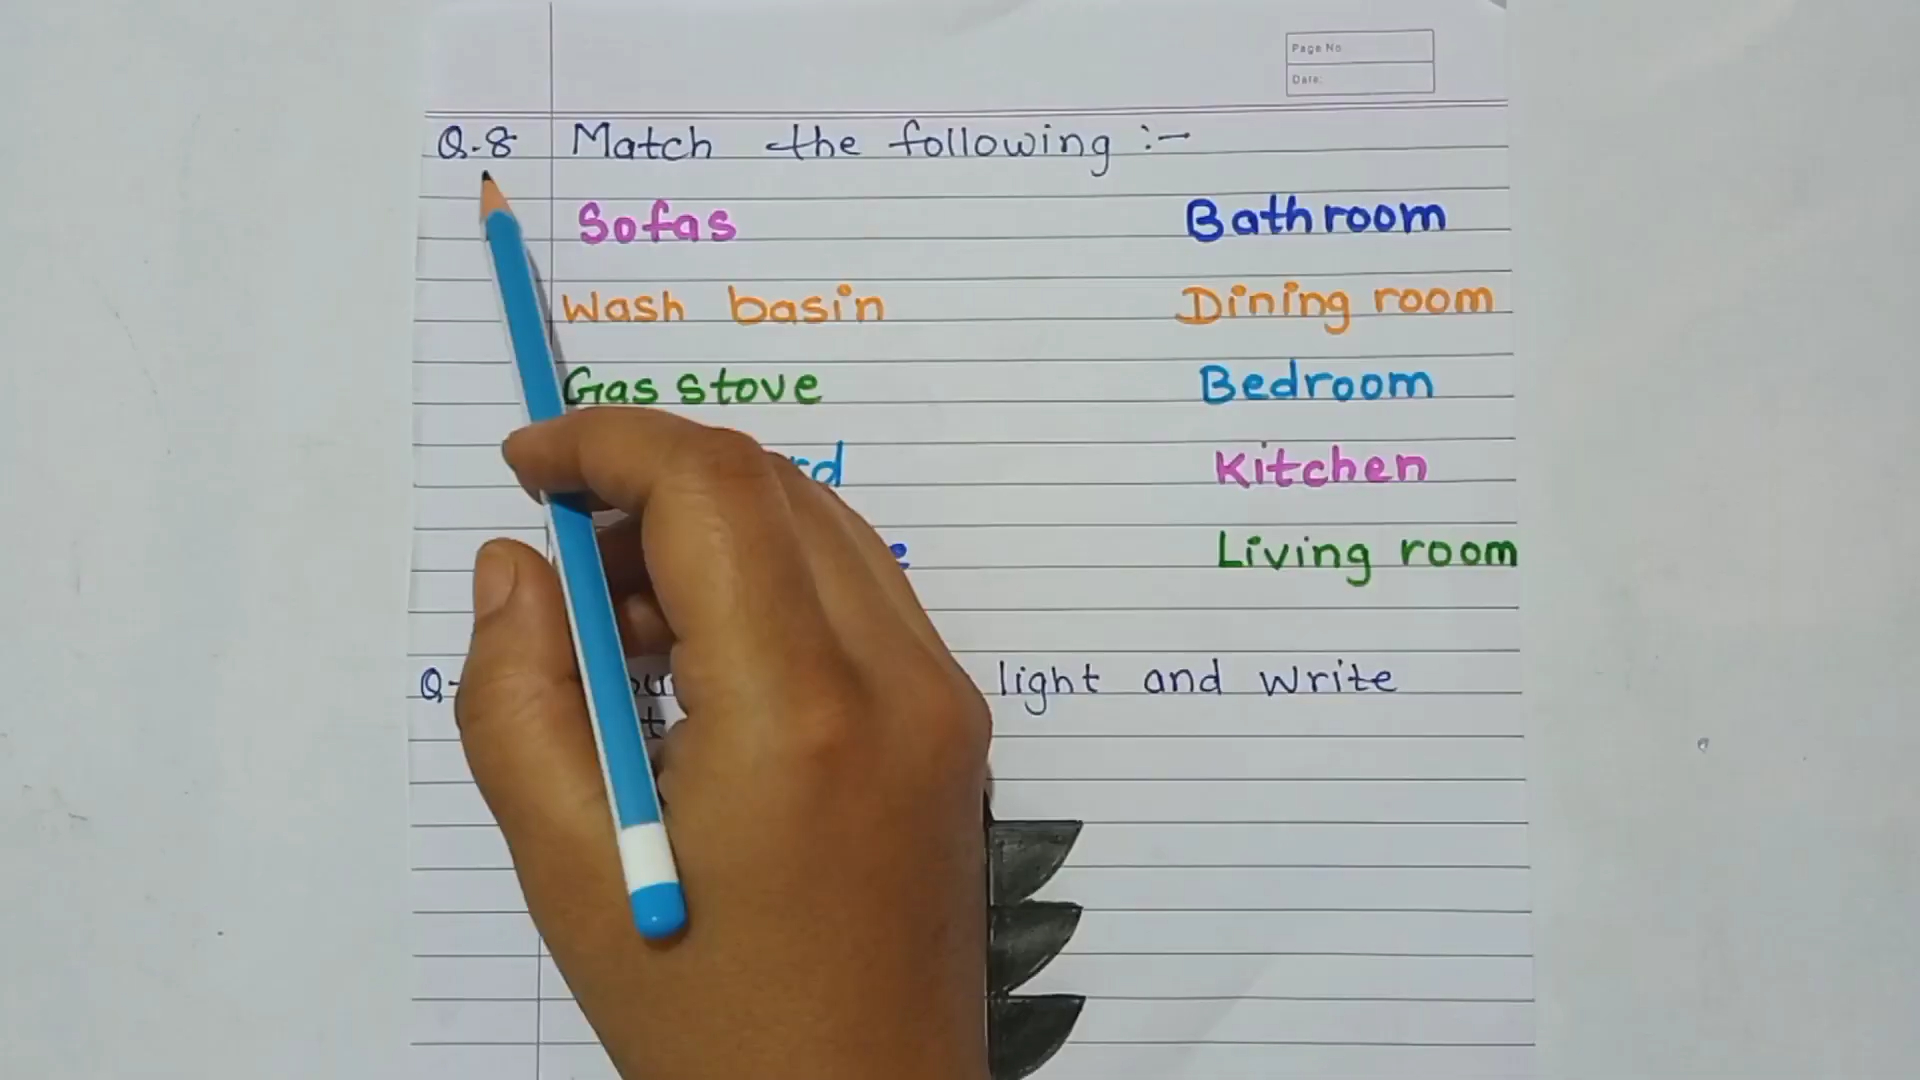 Page No.
Date:
Q-8 Match the following :-
Sofas Bathroom
Wash basin Dining room
Gas stove Bedroom
Kitchen
Living room
light and write